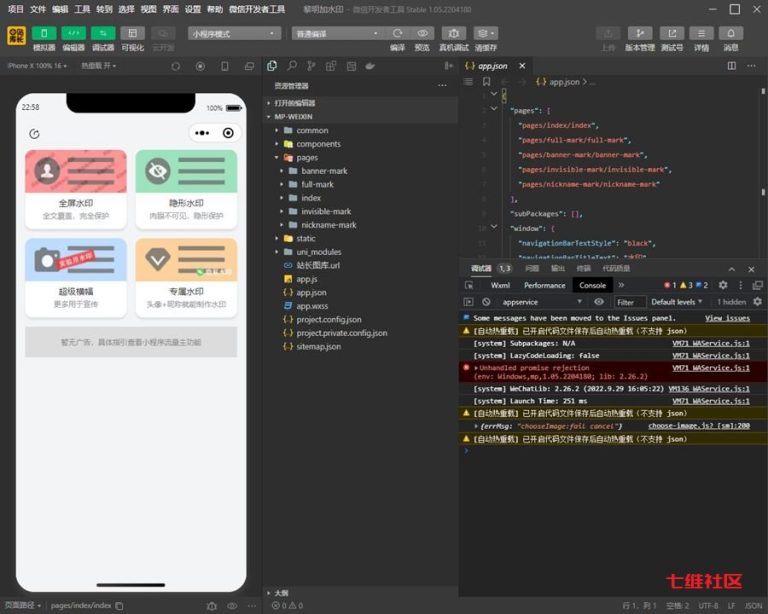 项目 文件 编辑 工具 转到 选择 视图 界面 设置 帮助 微信开发者工具
黎明加水印 - 微信开发者工具 Stable 1.05.2204180
模拟器 编辑器 调试器 可视化 云开发
小程序模式 普通编译
编译 预览 真机调试 清缓存
上传 版本管理 测试号 详情 消息
iPhone X 100% 16
热重载 开
22:58
100%
全屏水印
全文覆盖,完全保护
隐形水印
肉眼不可见,隐形保护
超级横幅
更多用于宣传
专属水印
头像+昵称就能制作水印
暂无广告,具体指引查看小程序流量主功能
页面路径
pages/index/index
资源管理器
打开的编辑器
MP-WEIXIN
common
components
pages
banner-mark
full-mark
index
invisible-mark
nickname-mark
static
uni_modules
站长图库.url
app.js
app.json
app.wxss
project.config.json
project.private.config.json
sitemap.json
大纲
0 0
app.json
app.json > ...
{
"pages": [
"pages/index/index",
"pages/full-mark/full-mark",
"pages/banner-mark/banner-mark",
"pages/invisible-mark/invisible-mark",
"pages/nickname-mark/nickname-mark"
],
"subPackages": [],
"window": {
"navigationBarTextStyle": "black",
"navigationBarTitleText": "水印"
调试器 1, 3 问题 输出 终端 代码质量
Wxml Performance Console 1 3 2
appservice Filter Default levels 1 hidden
Some messages have been moved to the Issues panel. View issues
[自动热重载] 已开启代码文件保存后自动热重载(不支持 json)
[system] Subpackages: N/A VM71 WAService.js:1
[system] LazyCodeLoading: false VM71 WAService.js:1
Unhandled promise rejection VM71 WAService.js:1
(env: Windows,mp,1.05.2204180; lib: 2.26.2)
[system] WeChatLib: 2.26.2 (2022.9.29 16:05:22) VM136 WAService.js:1
[system] Launch Time: 251 ms VM71 WAService.js:1
[自动热重载] 已开启代码文件保存后自动热重载(不支持 json)
{errMsg: "chooseImage:fail cancel"} choose-image.js? [sm]:200
[自动热重载] 已开启代码文件保存后自动热重载(不支持 json)
七维社区
行 1,列 1 空格: 2 UTF-8 LF JSON